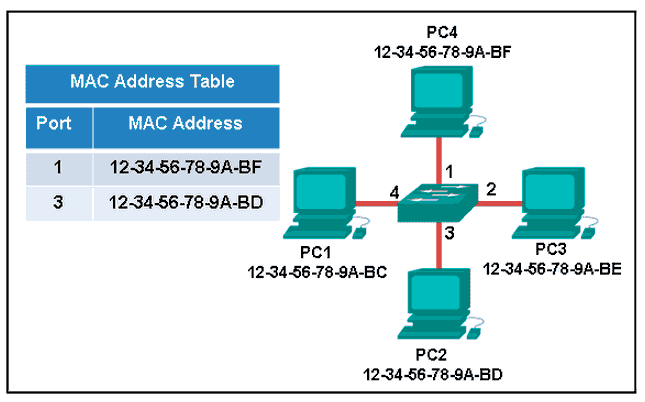 MAC Address Table
Port MAC Address
1 12-34-56-78-9A-BF
3 12-34-56-78-9A-BD
PC4
12-34-56-78-9A-BF
1
4
2
3
PC1
12-34-56-78-9A-BC
PC3
12-34-56-78-9A-BE
PC2
12-34-56-78-9A-BD